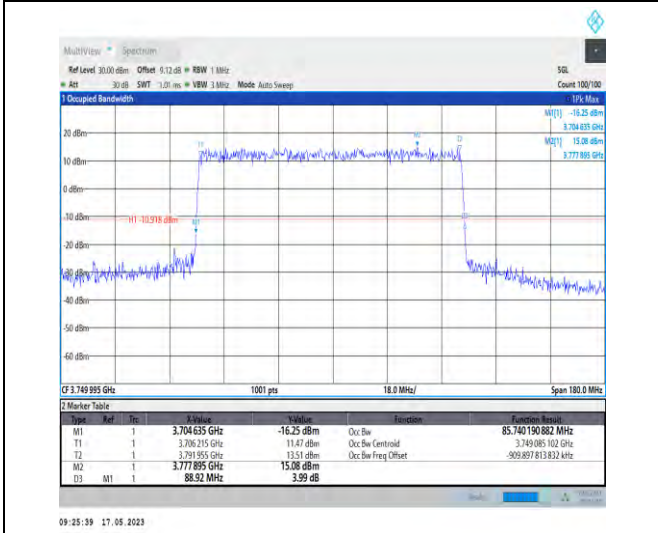 MultiView Spectrum
Ref Level 30.00 dBm Offset 9.12 dB RBW 1 MHz SGL
Att 30 dB SWT 1.01 ms VBW 3 MHz Mode Auto Sweep Count 100/100
1 Occupied Bandwidth 1Pk Max
M1[1] -16.25 dBm
3.704 635 GHz
20 dBm M2[1] 15.08 dBm
3.777 895 GHz
T1 M2 T2
10 dBm
0 dBm
-10 dBm H1 -10.918 dBm M1 D3
-20 dBm
-30 dBm
-40 dBm
-50 dBm
-60 dBm
CF 3.749 995 GHz 1001 pts 18.0 MHz/ Span 180.0 MHz
2 Marker Table
Type Ref Trc X-Value Y-Value Function Function Result
M1 1 3.704 635 GHz -16.25 dBm Occ Bw 85.740 190 882 MHz
T1 1 3.706 215 GHz 11.47 dBm Occ Bw Centroid 3.749 085 102 GHz
T2 1 3.791 955 GHz 13.51 dBm Occ Bw Freq Offset -909.897 813 832 kHz
M2 1 3.777 895 GHz 15.08 dBm
D3 M1 1 88.92 MHz 3.99 dB
09:25:39 17.05.2023